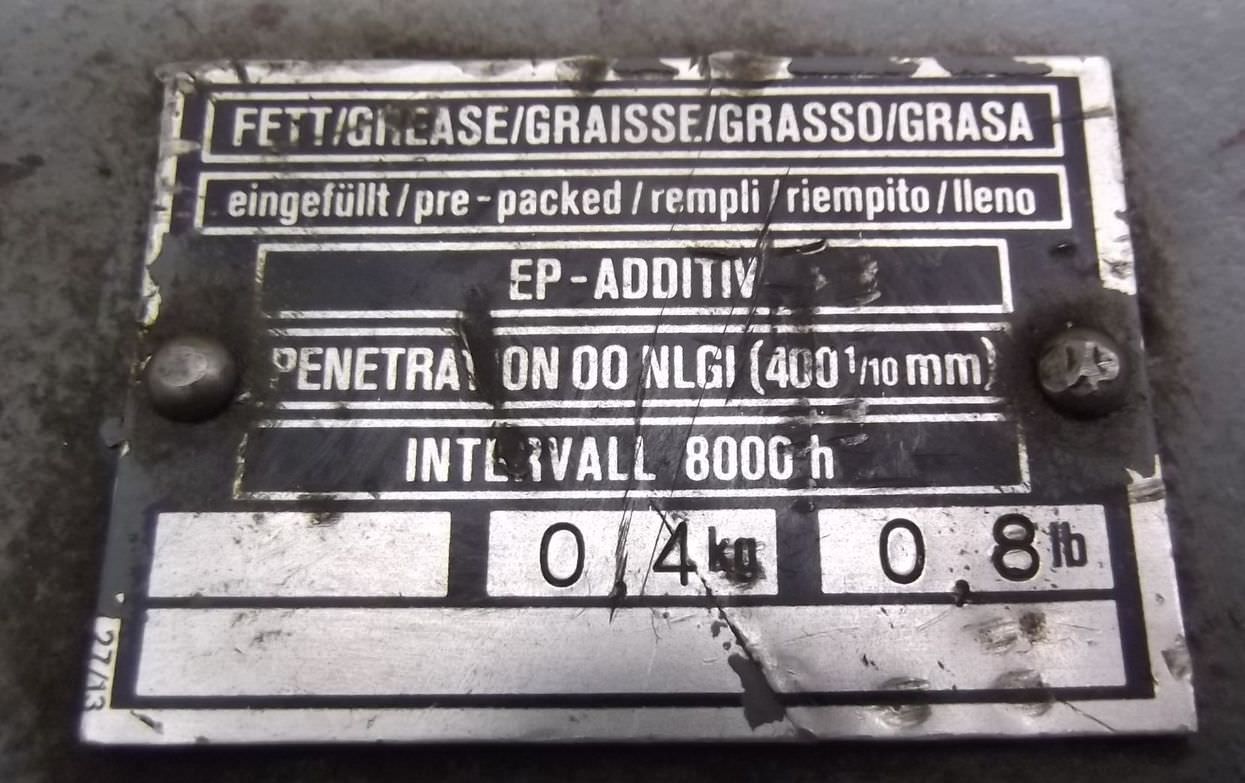 FETT/GREASE/GRAISSE/GRASSO/GRASA
eingefüllt/pre-packed/rempli/riempito/lleno
EP-ADDITIV
PENETRATION 00 NLGI (400 1/10 mm)
INTERVALL 8000 h
0.4 kg 0.8 lb
27/13